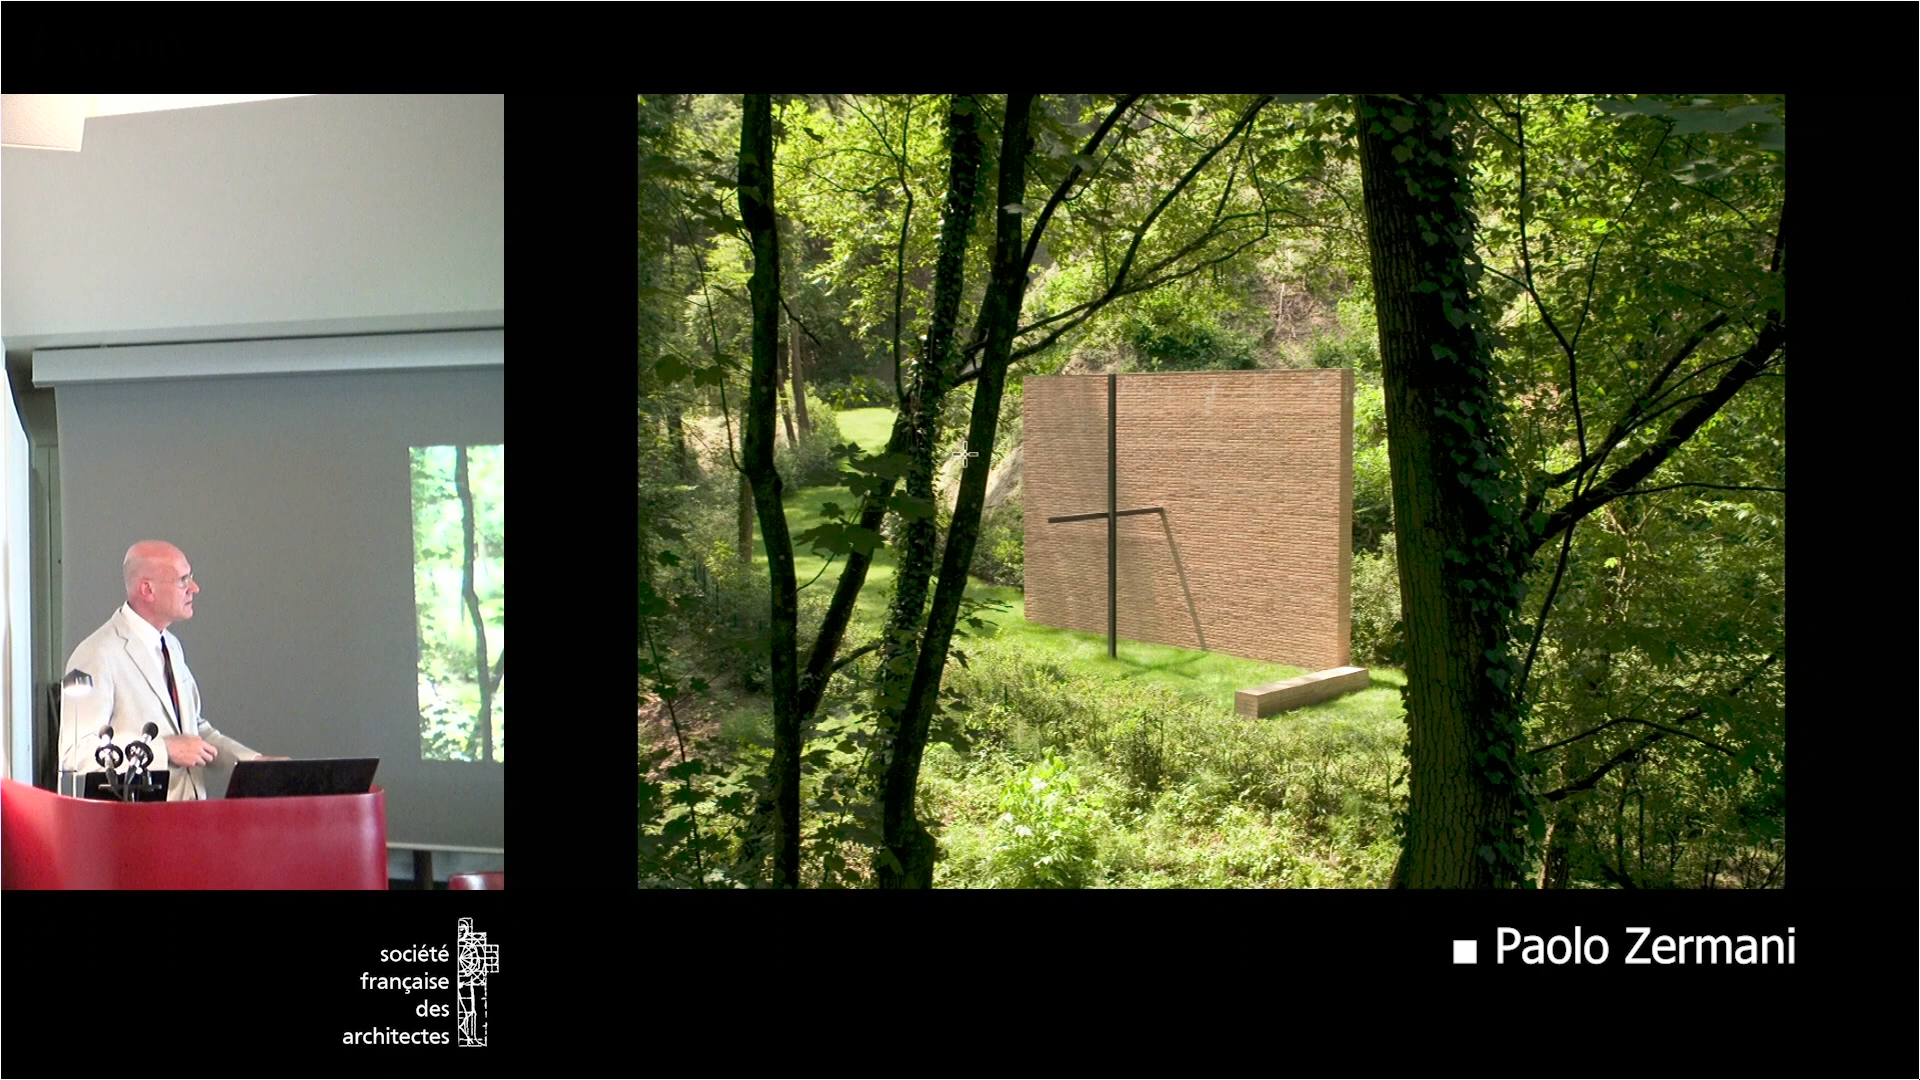 société
française
des
architectes
Paolo Zermani